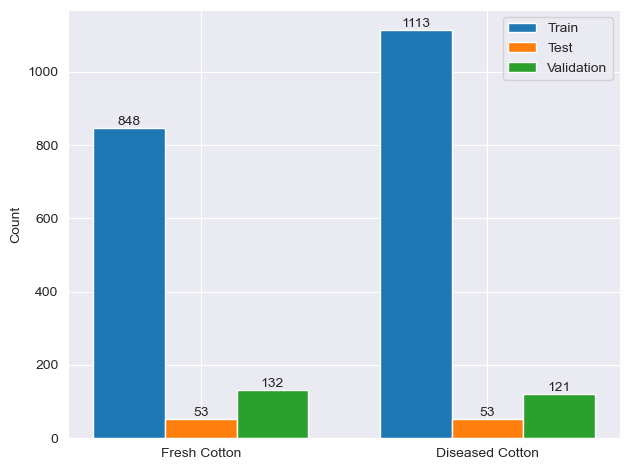 1113
Train
Test
Validation
1000
848
800
Count
600
400
200
132
121
53
53
0
Fresh Cotton
Diseased Cotton